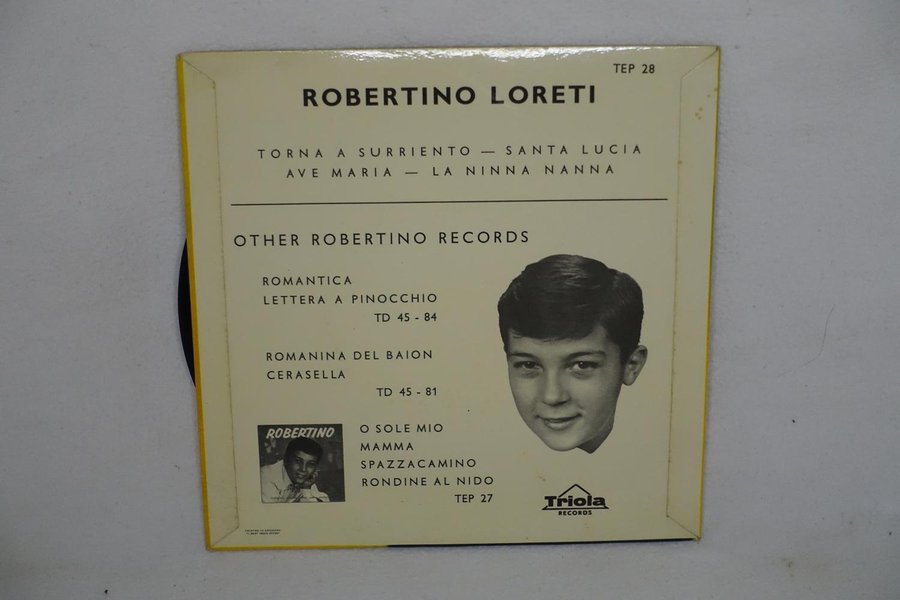 TEP 28
ROBERTINO LORETI
TORNA A SURRIENTO — SANTA LUCIA
AVE MARIA — LA NINNA NANNA
OTHER ROBERTINO RECORDS
ROMANTICA
LETTERA A PINOCCHIO
TD 45 - 84
ROMANINA DEL BAION
CERASELLA
TD 45 - 81
ROBERTINO
O SOLE MIO
MAMMA
SPAZZACAMINO
RONDINE AL NIDO
TEP 27
Triola
RECORDS